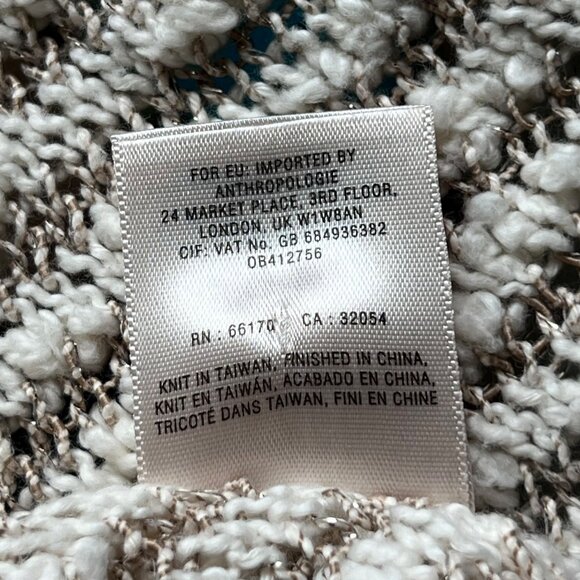 FOR EU: IMPORTED BY
ANTHROPOLOGIE
24 MARKET PLACE, 3RD FLOOR,
LONDON, UK W1W8AN
CIF: VAT No. GB 684936382
OB412756
RN : 66170 CA : 32054
KNIT IN TAIWAN, FINISHED IN CHINA,
KNIT EN TAIWÁN, ACABADO EN CHINA,
TRICOTÉ DANS TAIWAN, FINI EN CHINE